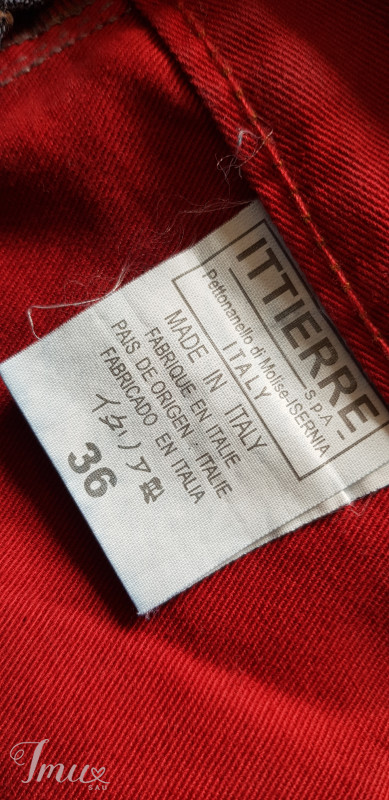 ITTIERRE
S.P.A.
Pettoranello di Molise-ISERNIA
ITALY
MADE IN ITALY
FABRIQUE EN ITALIE
PAIS DE ORIGEN - ITALIE
FABRICADO EN ITALIA
イタリア製
36
SAU